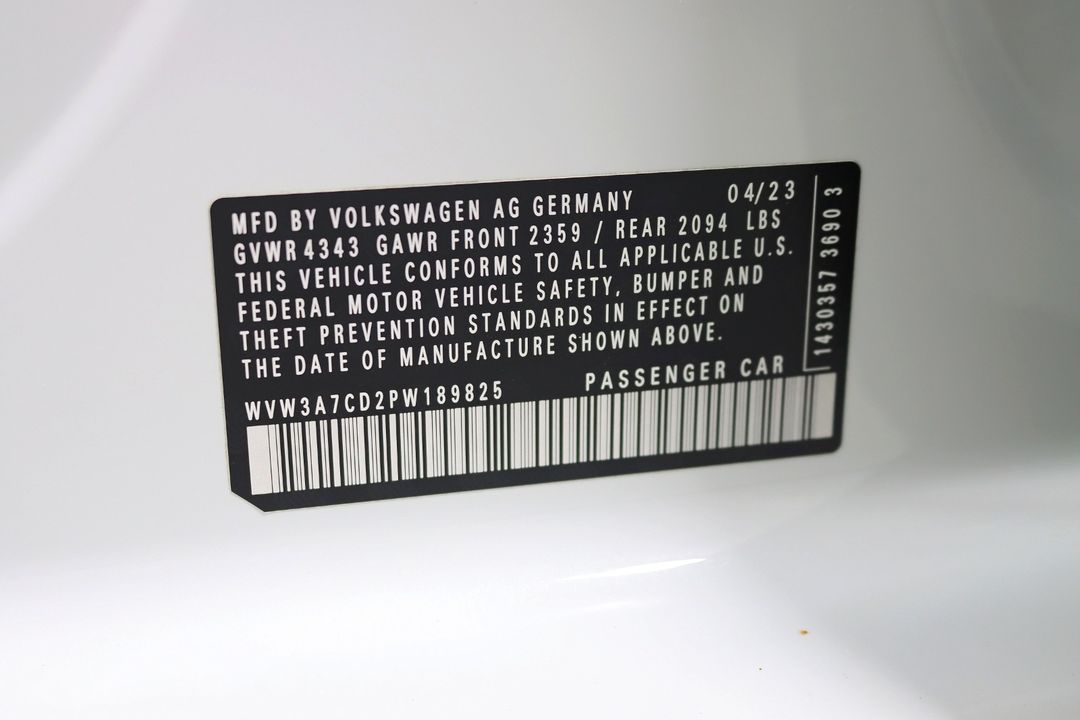 MFD BY VOLKSWAGEN AG GERMANY 04/23
GVWR 4343 GAWR FRONT 2359 / REAR 2094 LBS
THIS VEHICLE CONFORMS TO ALL APPLICABLE U.S.
FEDERAL MOTOR VEHICLE SAFETY, BUMPER AND
THEFT PREVENTION STANDARDS IN EFFECT ON
THE DATE OF MANUFACTURE SHOWN ABOVE.
WVW3A7CD2PW189825 PASSENGER CAR
1430357 3690 3